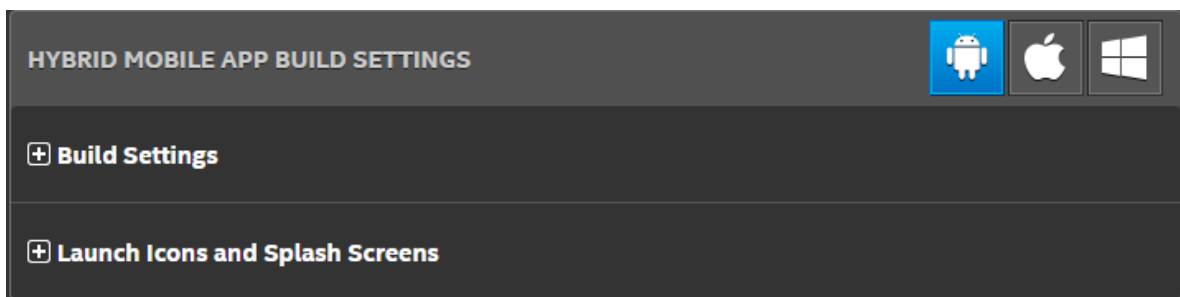 HYBRID MOBILE APP BUILD SETTINGS
Build Settings
Launch Icons and Splash Screens